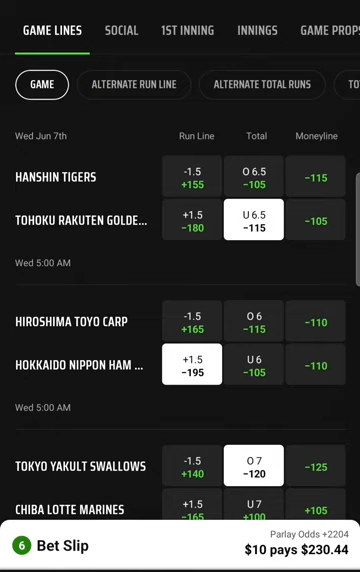 GAME LINES SOCIAL 1ST INNING INNINGS GAME PROPS
GAME ALTERNATE RUN LINE ALTERNATE TOTAL RUNS TO
Wed Jun 7th Run Line Total Moneyline
HANSHIN TIGERS -1.5 +155 O 6.5 -105 -115
TOHOKU RAKUTEN GOLDE... +1.5 -180 U 6.5 -115 -105
Wed 5:00 AM
HIROSHIMA TOYO CARP -1.5 +165 O 6 -115 -110
HOKKAIDO NIPPON HAM ... +1.5 -195 U 6 -105 -110
Wed 5:00 AM
TOKYO YAKULT SWALLOWS -1.5 +140 O 7 -120 -125
CHIBA LOTTE MARINES +1.5 -165 U 7 +100 +105
6 Bet Slip
Parlay Odds +2204
$10 pays $230.44